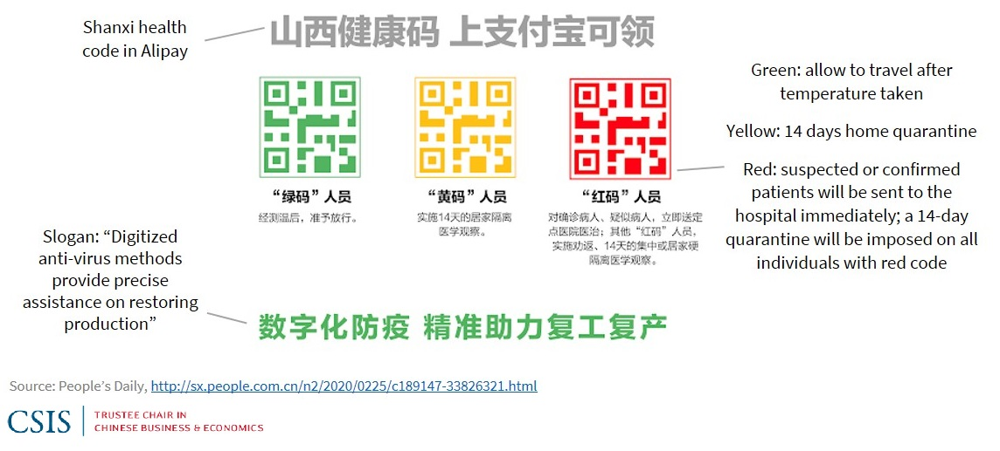 Shanxi health
code in Alipay
山西健康码 上支付宝可领
Green: allow to travel after
temperature taken
Yellow: 14 days home quarantine
Red: suspected or confirmed
patients will be sent to the
hospital immediately; a 14-day
quarantine will be imposed on all
individuals with red code
“绿码”人员
经测温后，准予放行。
“黄码”人员
实施14天的居家隔离
医学观察。
“红码”人员
对确诊病人、疑似病人，立即送定
点医院医治；其他“红码”人员，
实施劝返、14天的集中或居家硬
隔离医学观察。
Slogan: “Digitized
anti-virus methods
provide precise
assistance on restoring
production”
数字化防疫 精准助力复工复产
Source: People’s Daily, http://sx.people.com.cn/n2/2020/0225/c189147-33826321.html
CSIS
TRUSTEE CHAIR IN
CHINESE BUSINESS & ECONOMICS